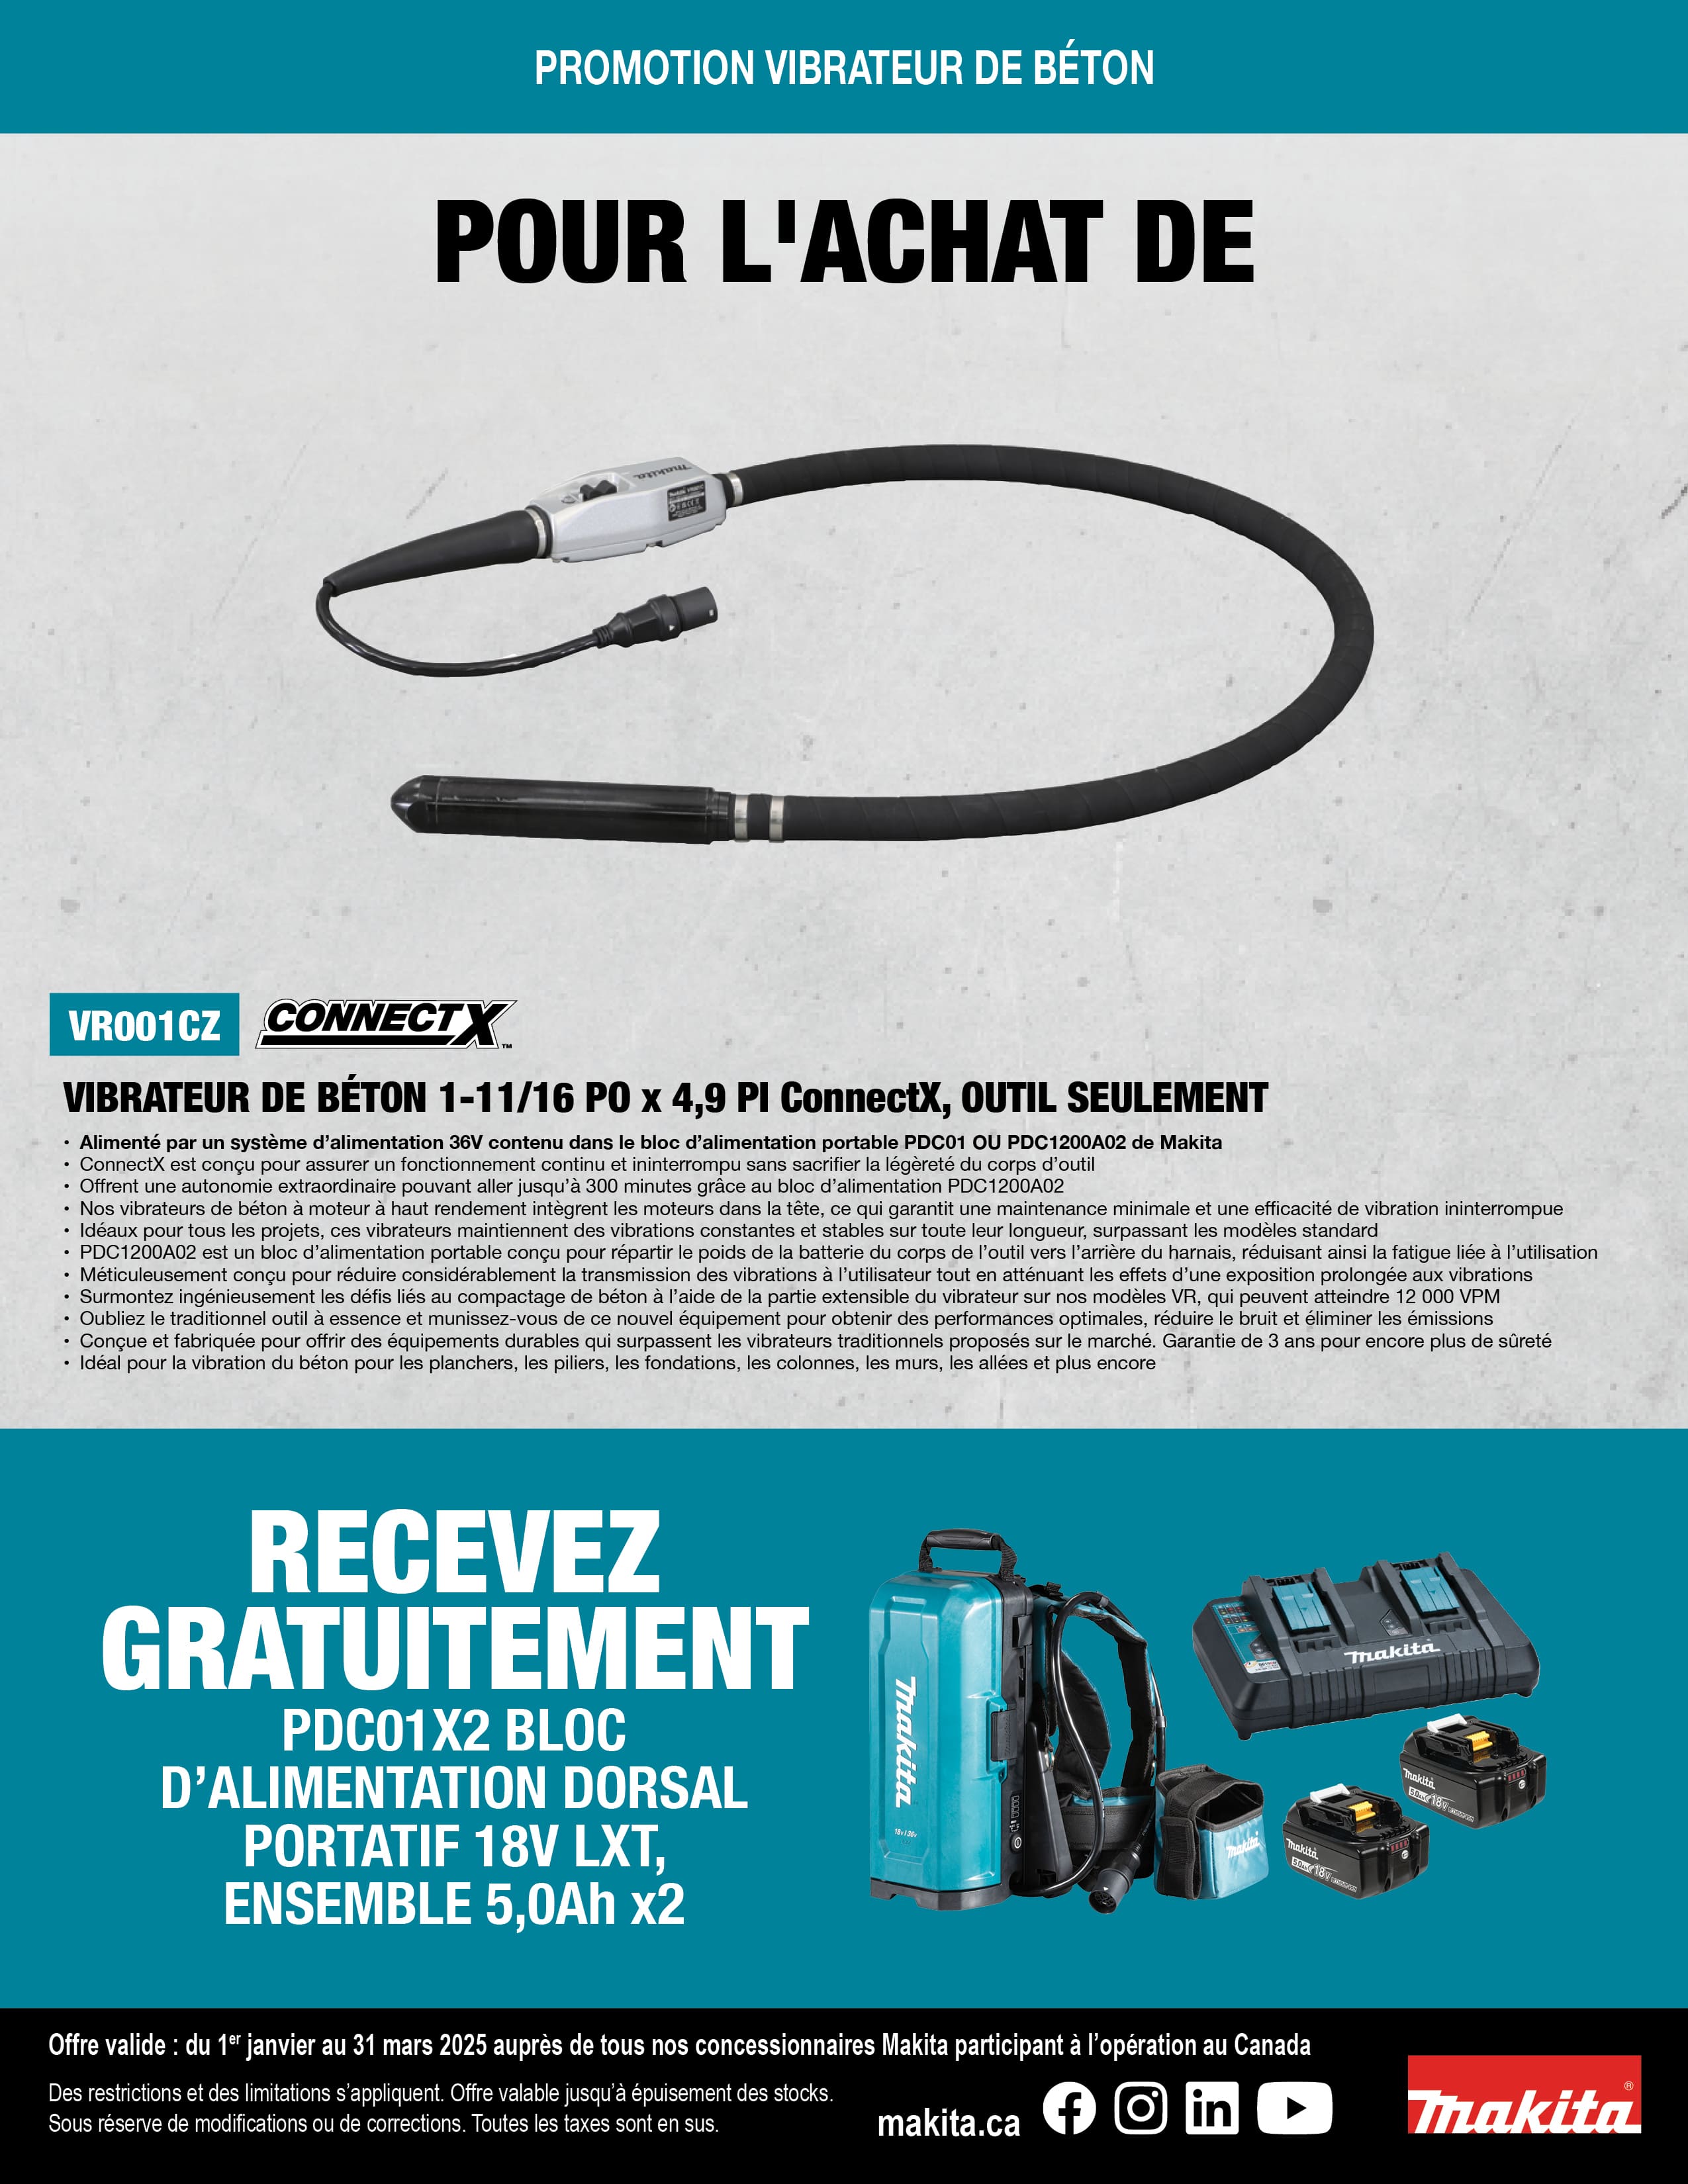 PROMOTION VIBRATEUR DE BÉTON
POUR L'ACHAT DE
makita
VR001CZ
CONNECTX™
VIBRATEUR DE BÉTON 1-11/16 PO x 4,9 PI ConnectX, OUTIL SEULEMENT
• Alimenté par un système d’alimentation 36V contenu dans le bloc d’alimentation portable PDC01 OU PDC1200A02 de Makita
• ConnectX est conçu pour assurer un fonctionnement continu et ininterrompu sans sacrifier la légèreté du corps d’outil
• Offrent une autonomie extraordinaire pouvant aller jusqu’à 300 minutes grâce au bloc d’alimentation PDC1200A02
• Nos vibrateurs de béton à moteur à haut rendement intègrent les moteurs dans la tête, ce qui garantit une maintenance minimale et une efficacité de vibration ininterrompue
• Idéaux pour tous les projets, ces vibrateurs maintiennent des vibrations constantes et stables sur toute leur longueur, surpassant les modèles standard
• PDC1200A02 est un bloc d’alimentation portable conçu pour répartir le poids de la batterie du corps de l’outil vers l’arrière du harnais, réduisant ainsi la fatigue liée à l’utilisation
• Méticuleusement conçu pour réduire considérablement la transmission des vibrations à l’utilisateur tout en atténuant les effets d’une exposition prolongée aux vibrations
• Surmontez ingénieusement les défis liés au compactage de béton à l’aide de la partie extensible du vibrateur sur nos modèles VR, qui peuvent atteindre 12 000 VPM
• Oubliez le traditionnel outil à essence et munissez-vous de ce nouvel équipement pour obtenir des performances optimales, réduire le bruit et éliminer les émissions
• Conçue et fabriquée pour offrir des équipements durables qui surpassent les vibrateurs traditionnels proposés sur le marché. Garantie de 3 ans pour encore plus de sûreté
• Idéal pour la vibration du béton pour les planchers, les piliers, les fondations, les colonnes, les murs, les allées et plus encore
RECEVEZ
GRATUITEMENT
PDC01X2 BLOC
D’ALIMENTATION DORSAL
PORTATIF 18V LXT,
ENSEMBLE 5,0Ah x2
makita
18v | 36v
makita
makita
makita
5.0Ah 18V
makita
5.0Ah 18V
Offre valide : du 1er janvier au 31 mars 2025 auprès de tous nos concessionnaires Makita participant à l’opération au Canada
Des restrictions et des limitations s’appliquent. Offre valable jusqu’à épuisement des stocks.
Sous réserve de modifications ou de corrections. Toutes les taxes sont en sus.
makita.ca
makita®